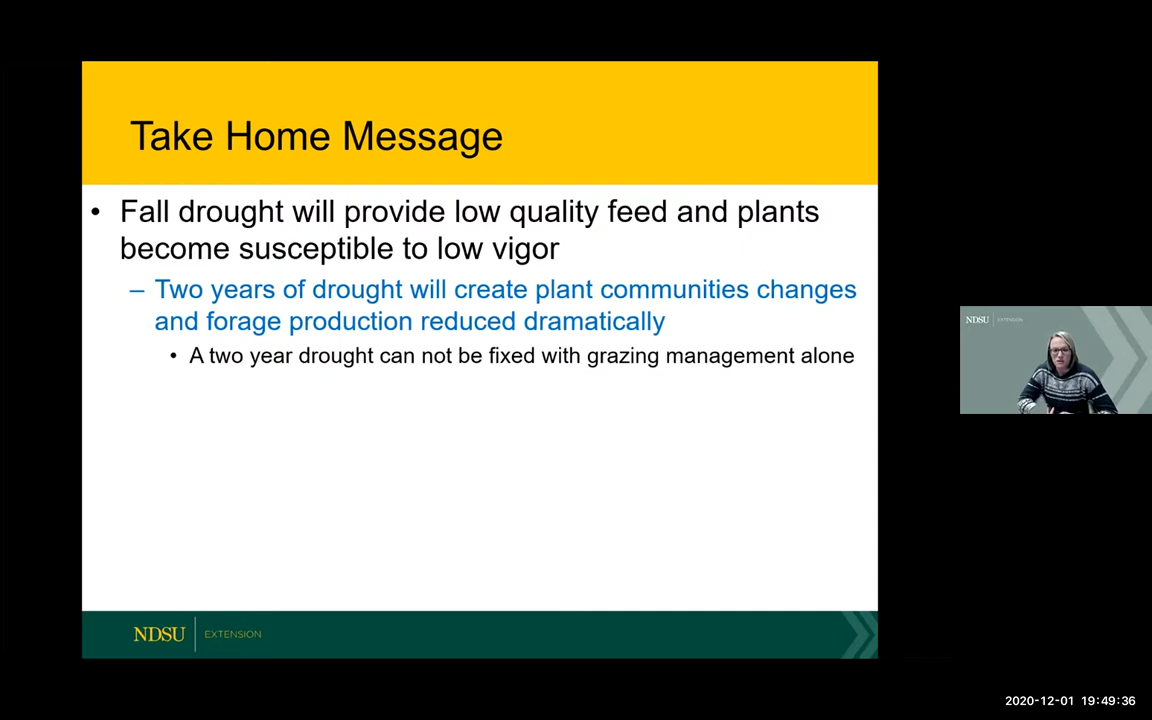 Take Home Message
• Fall drought will provide low quality feed and plants
become susceptible to low vigor
– Two years of drought will create plant communities changes
and forage production reduced dramatically
• A two year drought can not be fixed with grazing management alone
NDSU EXTENSION
NDSU EXTENSION
2020-12-01 19:49:36